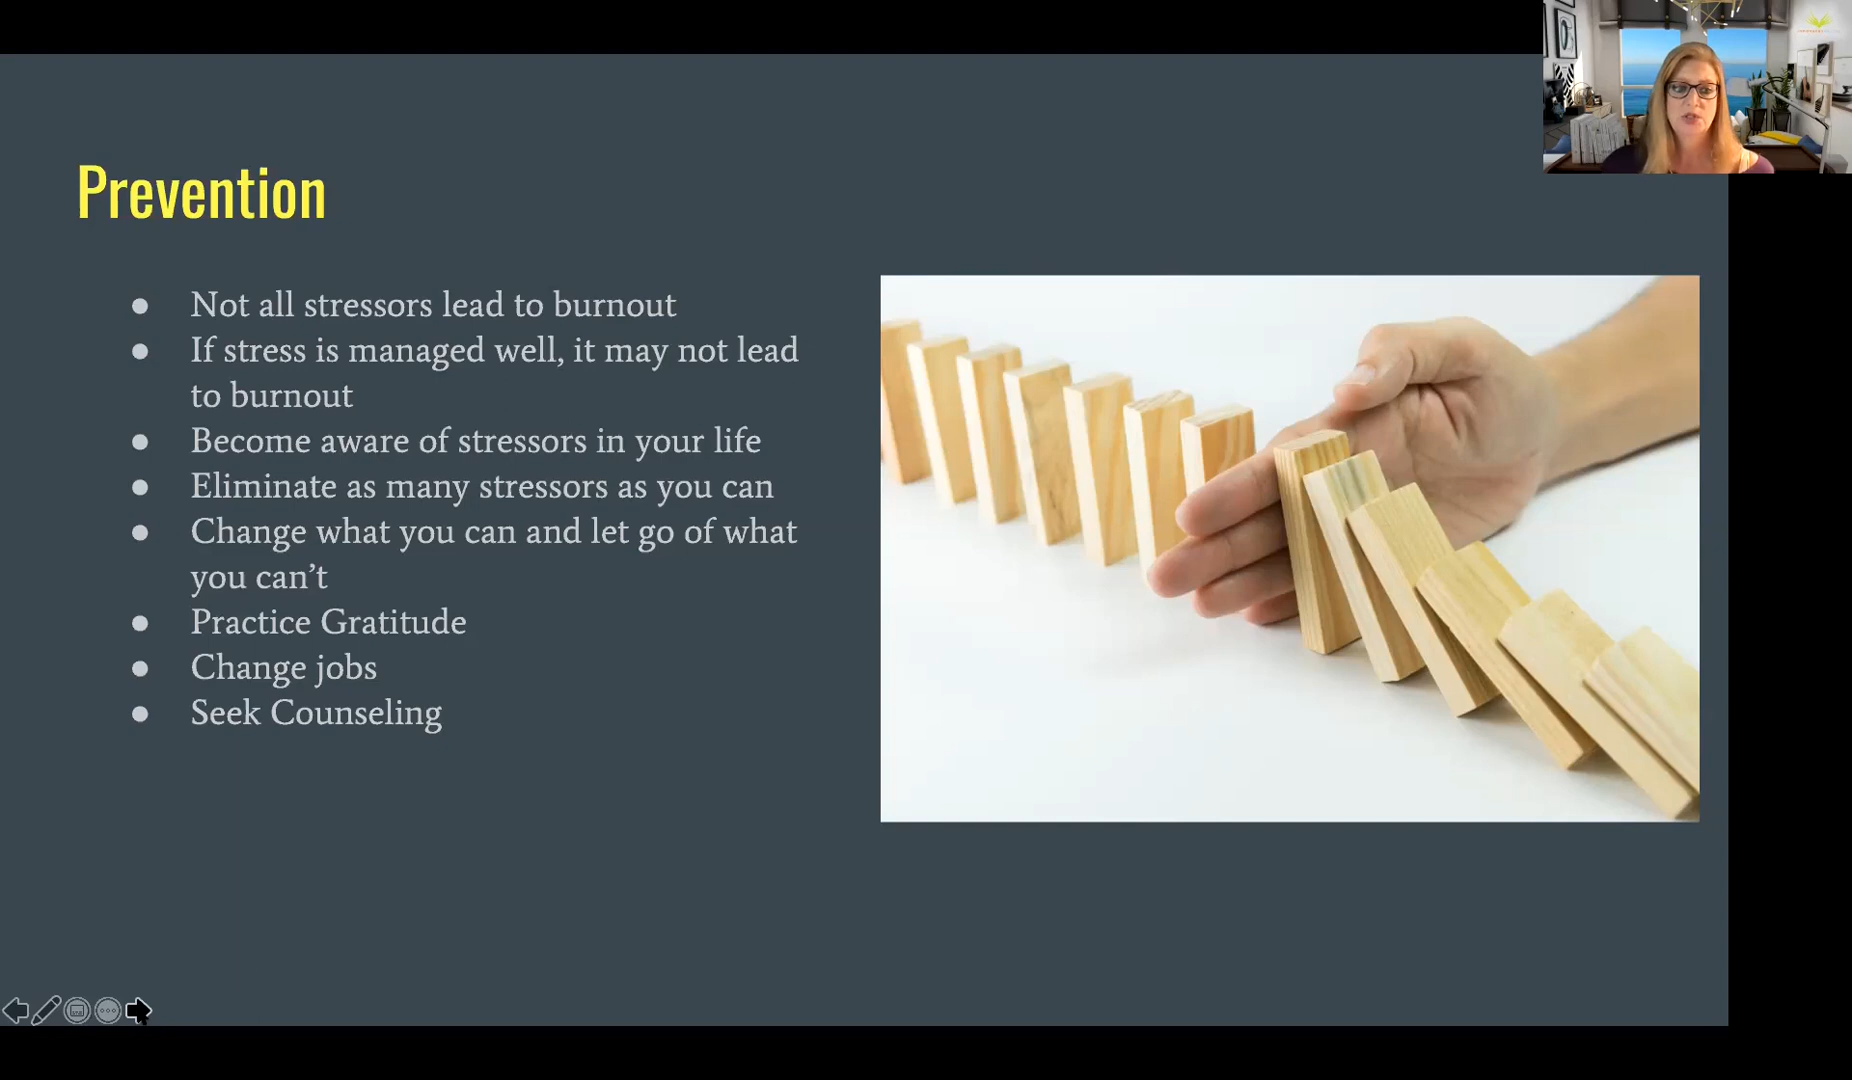 Prevention
● Not all stressors lead to burnout
● If stress is managed well, it may not lead
to burnout
● Become aware of stressors in your life
● Eliminate as many stressors as you can
● Change what you can and let go of what
you can’t
● Practice Gratitude
● Change jobs
● Seek Counseling